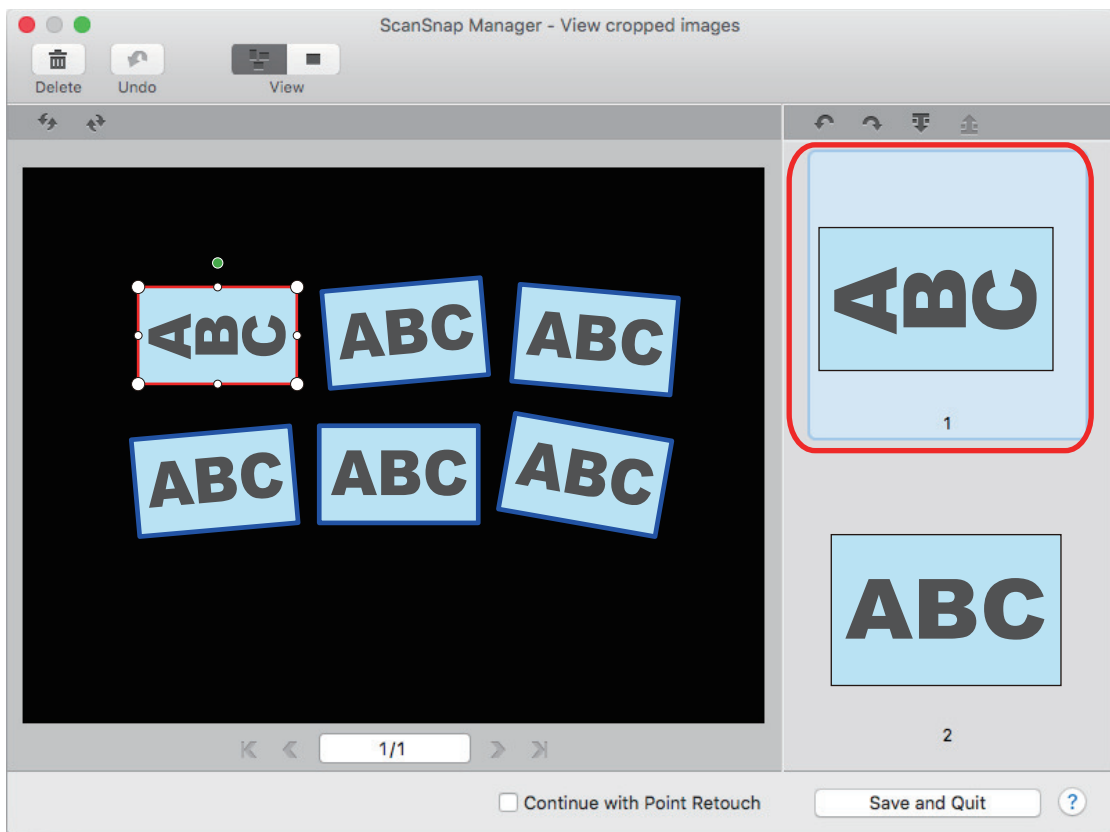 ScanSnap Manager - View cropped images
Delete Undo View
ABC ABC ABC
ABC ABC ABC
ABC
1
ABC
2
1/1
Continue with Point Retouch Save and Quit ?